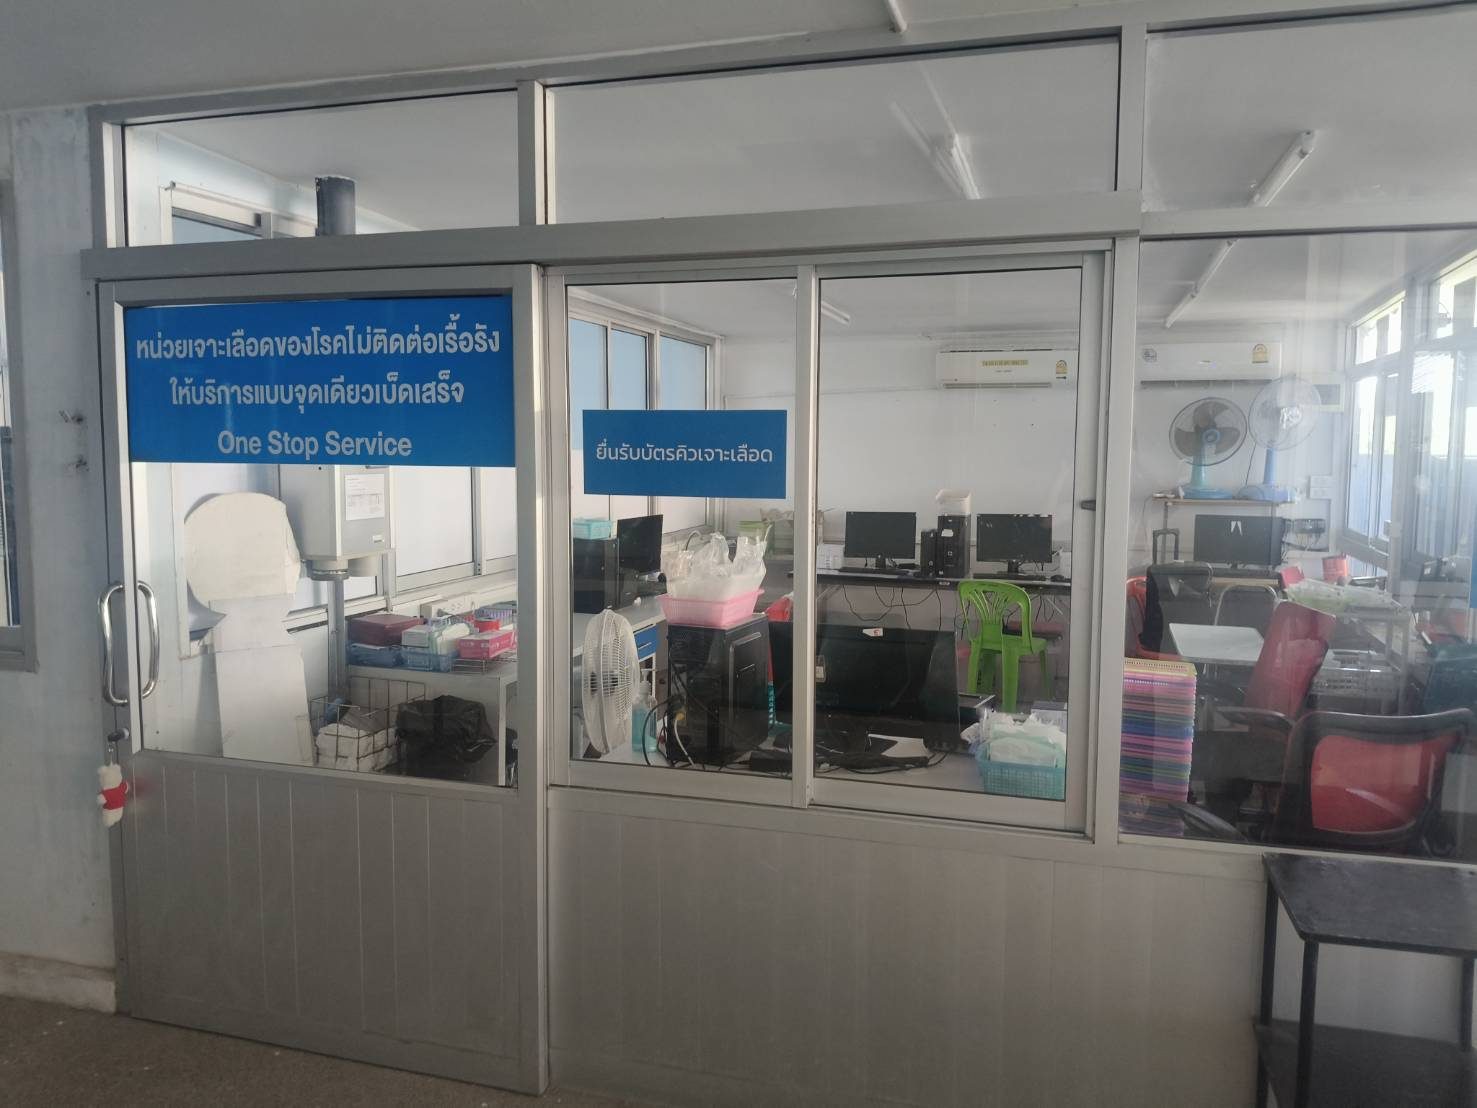 หน่วยเจาะเลือดของโรคไม่ติดต่อเรื้อรัง
ให้บริการแบบจุดเดียวเบ็ดเสร็จ
One Stop Service
ยื่นรับบัตรคิวเจาะเลือด